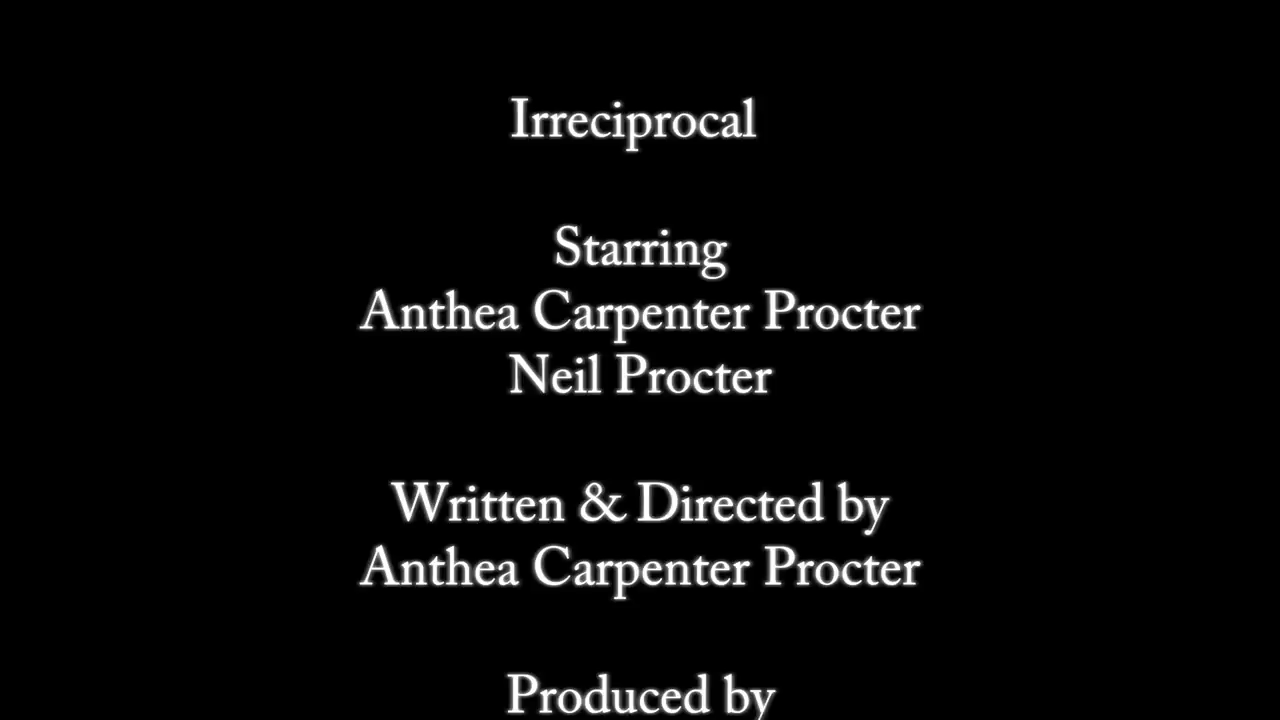 Irreciprocal
Starring
Anthea Carpenter Procter
Neil Procter
Written & Directed by
Anthea Carpenter Procter
Produced by